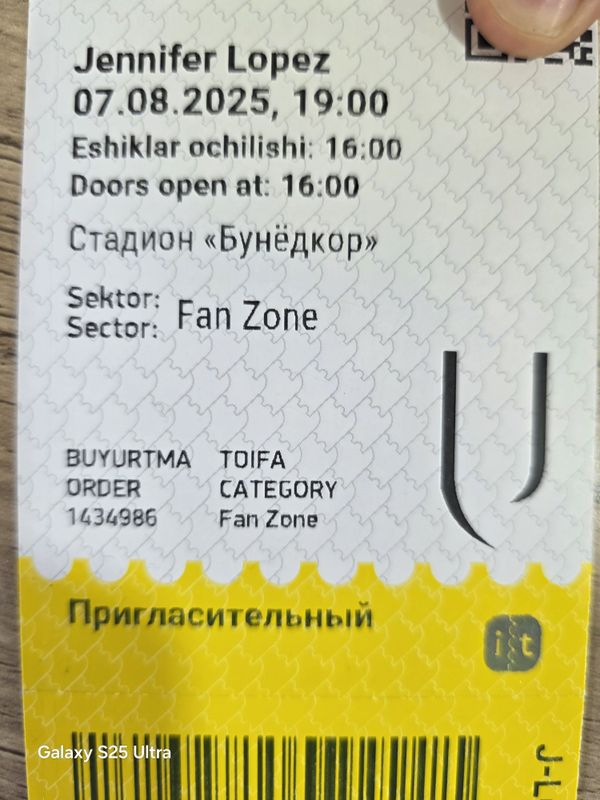 Jennifer Lopez
07.08.2025, 19:00
Eshiklar ochilishi: 16:00
Doors open at: 16:00
Стадион «Бунёдкор»
Sektor:
Sector: Fan Zone
BUYURTMA TOIFA
ORDER CATEGORY
1434986 Fan Zone
Пригласительный
i t
Galaxy S25 Ultra
J-L